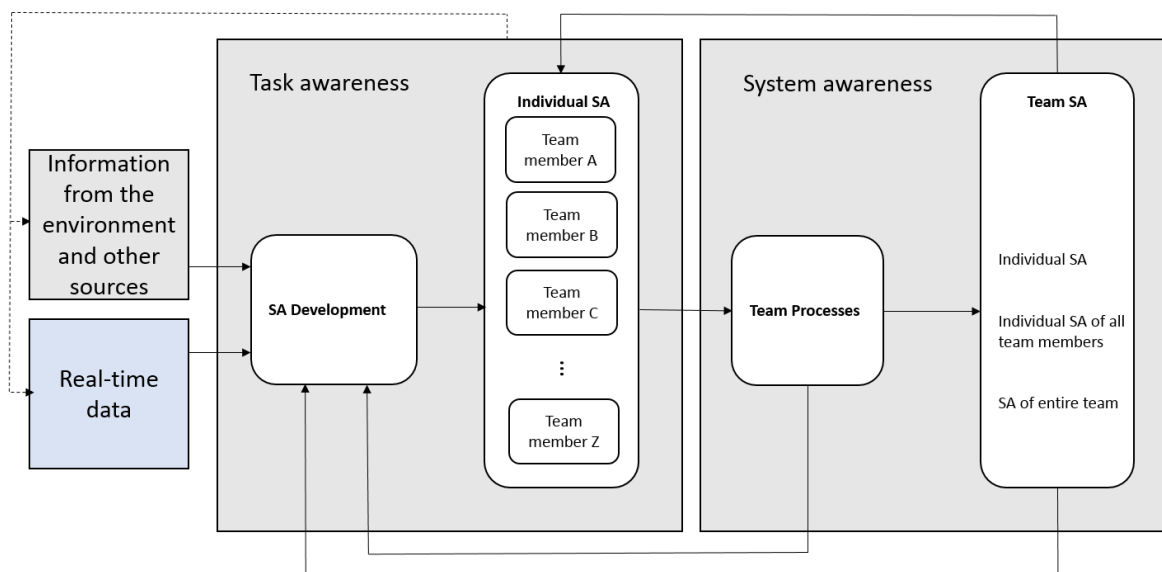 Task awareness
System awareness
Individual SA
Team SA
Team
member A
Information
from the
environment
and other
sources
Team
member B
Individual SA
SA Development
Team
member C
Team Processes
Individual SA of all
team members
Real-time
data
...
SA of entire team
Team
member Z